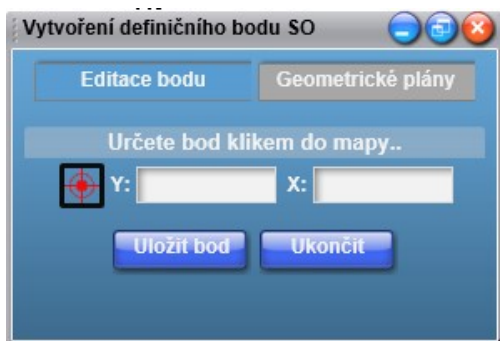 Vytvoření definičního bodu SO
Editace bodu Geometrické plány
Určete bod klikem do mapy..
Y: X:
Uložit bod Ukončit